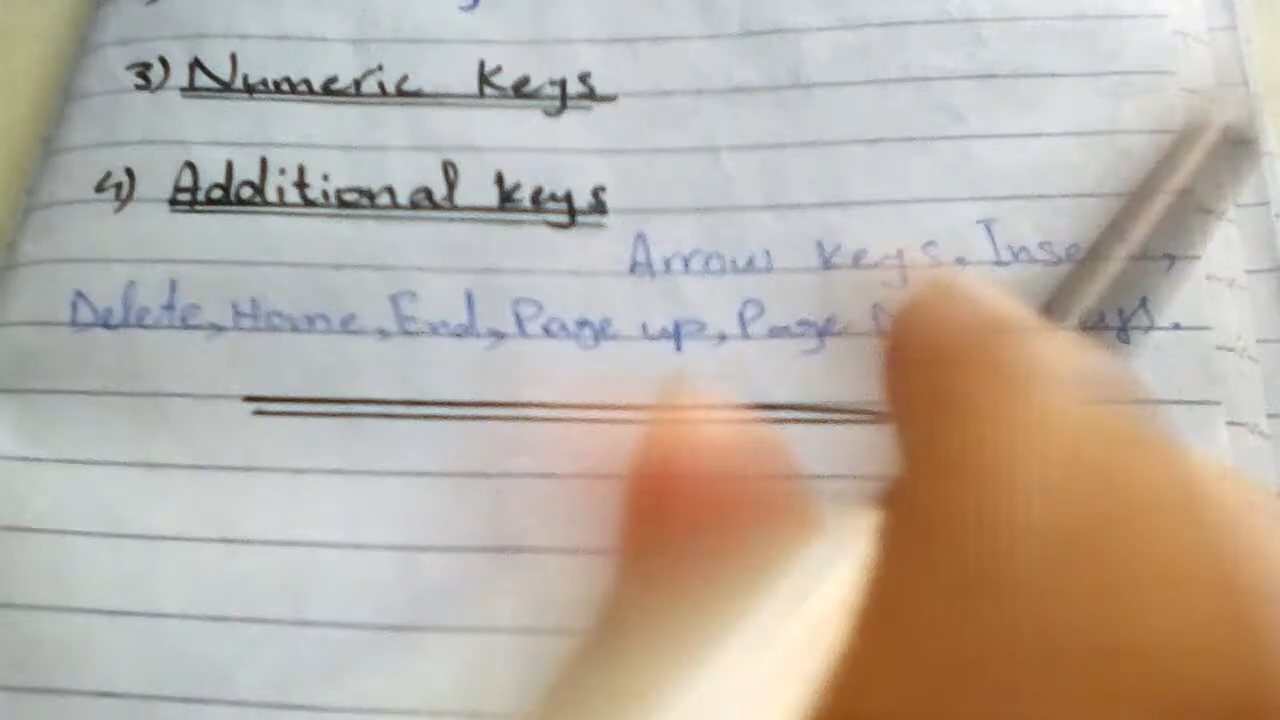 3) Numeric Keys
4) Additional keys
Arrow keys, Inse
Delete, Home, End, Page up, Page